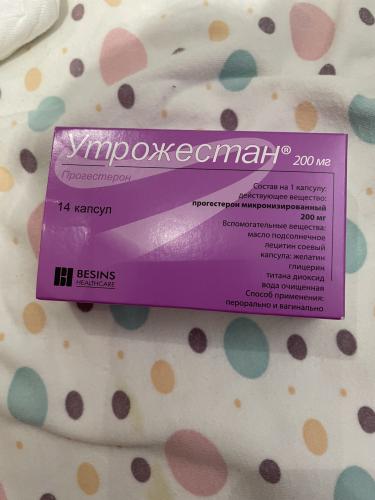 Утрожестан® 200 мг
Прогестерон
14 капсул
Состав на 1 капсулу:
действующее вещество:
прогестерон микронизированный
200 мг
Вспомогательные вещества:
масло подсолнечное
лецитин соевый
капсула: желатин
глицерин
титана диоксид
вода очищенная
Способ применения:
перорально и вагинально
BESINS
HEALTHCARE